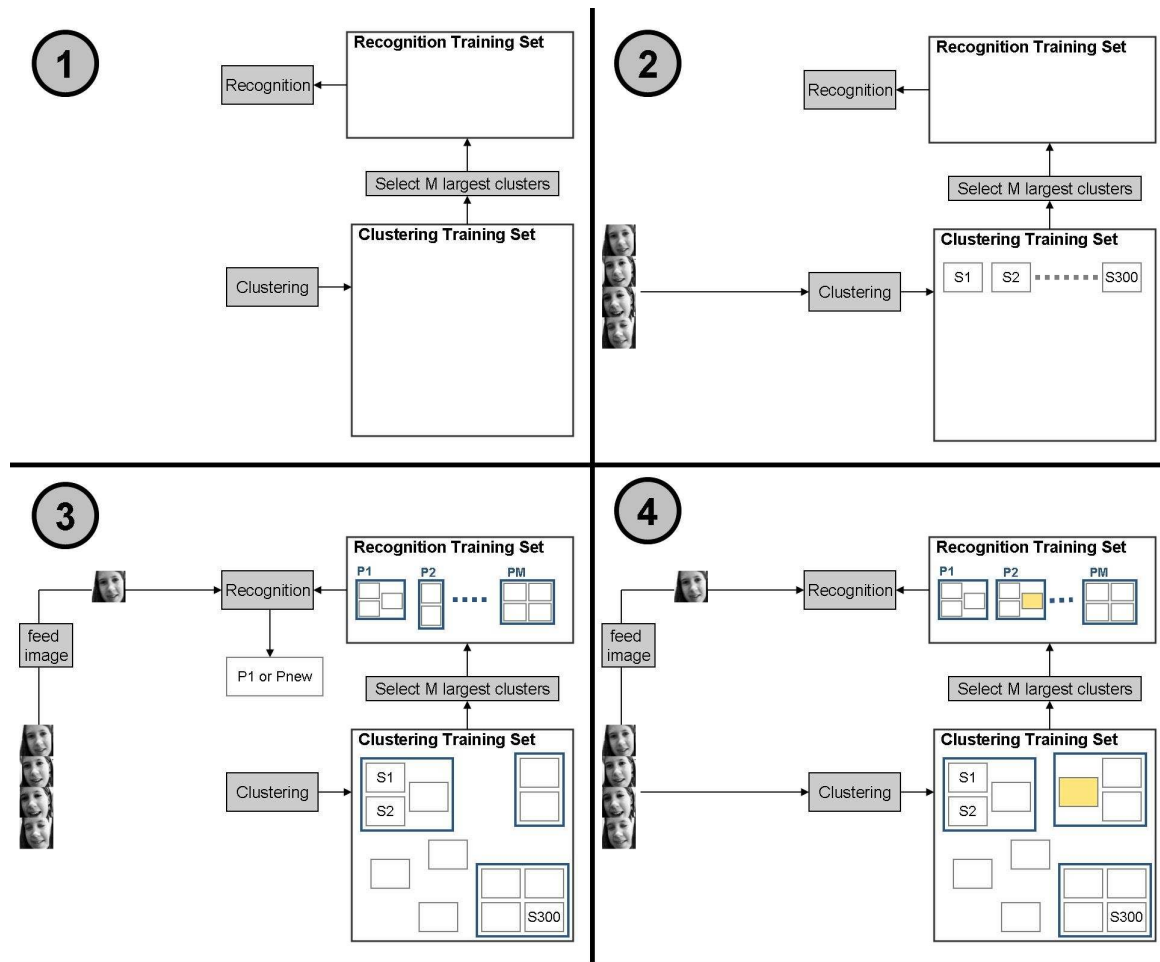 1
Recognition Training Set
Recognition
Select M largest clusters
Clustering Training Set
Clustering
2
Recognition Training Set
Recognition
Select M largest clusters
Clustering Training Set
S1 S2 S300
Clustering
3
Recognition Training Set
P1 P2 PM
Recognition
feed
image
P1 or Pnew
Select M largest clusters
Clustering Training Set
S1
Clustering
S2
S300
4
Recognition Training Set
P1 P2 PM
Recognition
feed
image
Select M largest clusters
Clustering Training Set
S1
Clustering
S2
S300